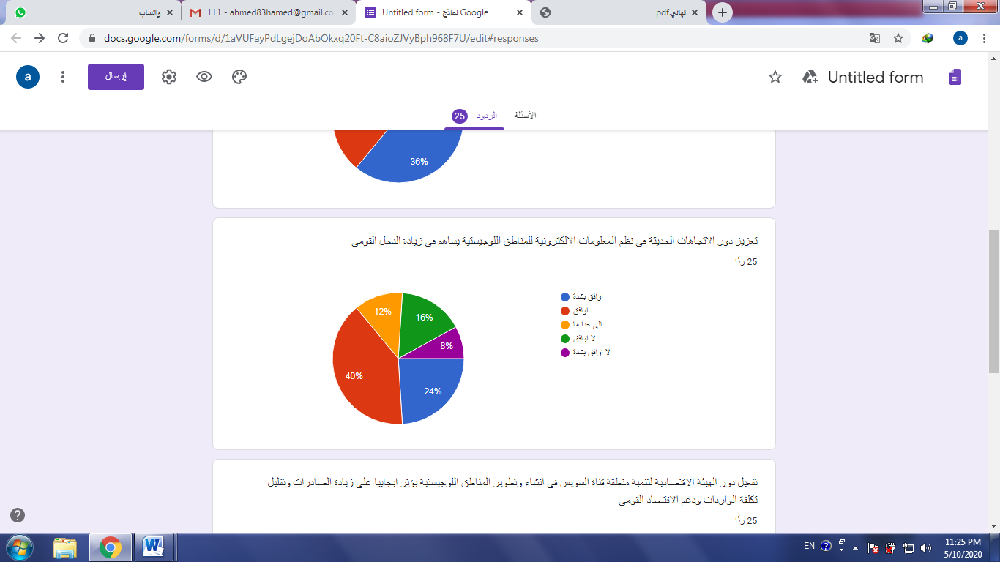 واتساب
111 - ahmed83hamed@gmail.co
Untitled form - نماذج Google
نهائي.pdf
docs.google.com/forms/d/1aVUFayPdLgejDoAbOkxq20Ft-C8aioZJVyBph968F7U/edit#responses
a
a
إرسال
Untitled form
الأسئلة
الردود
25
36%
تعزيز دور الاتجاهات الحديثة فى نظم المعلومات الالكترونية للمناطق اللوجيستية يساهم في زيادة الدخل القومى
25 ردًا
اوافق بشدة
اوافق
الى حدا ما
لا اوافق
لا اوافق بشدة
12%
16%
8%
40%
24%
تفعيل دور الهيئة الاقتصادية لتنمية منطقة قناة السويس فى انشاء وتطوير المناطق اللوجيستية يؤثر ايجابيا على زيادة الصادرات وتقليل
تكلفة الواردات ودعم الاقتصاد القومى
25 ردًا
EN
11:25 PM
5/10/2020